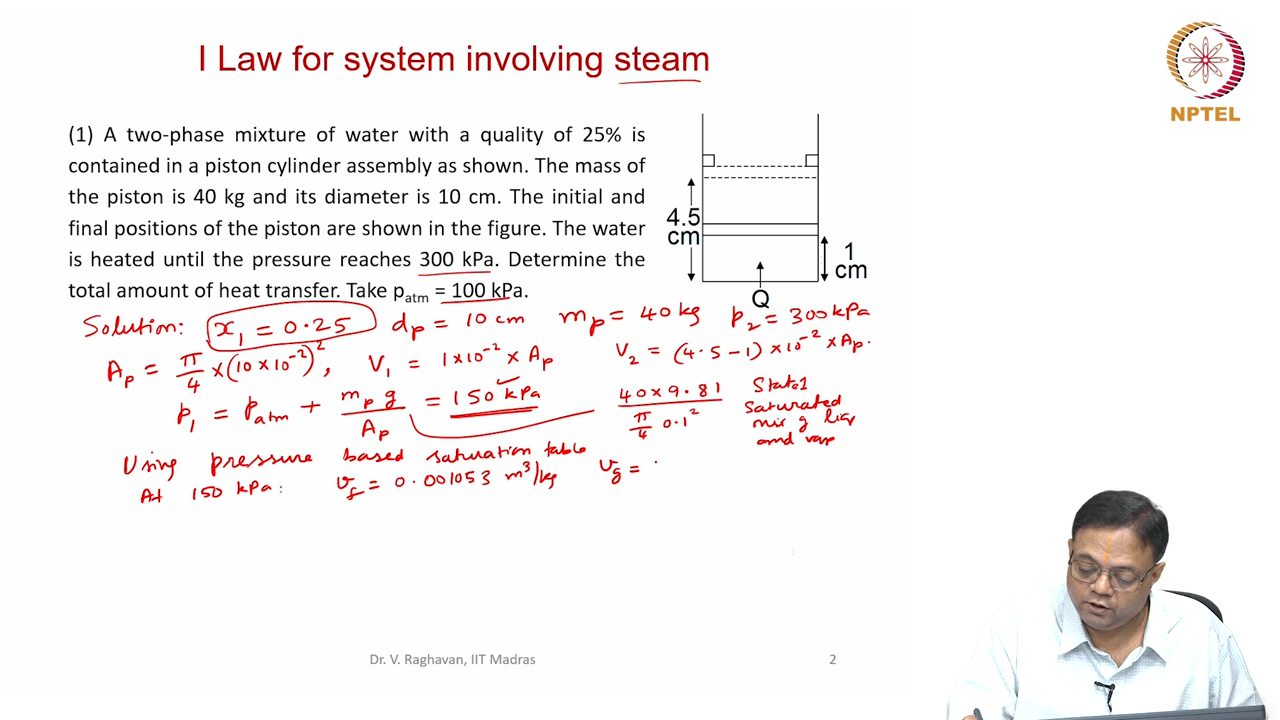 I Law for system involving steam
NPTEL
(1) A two-phase mixture of water with a quality of 25% is
contained in a piston cylinder assembly as shown. The mass of
the piston is 40 kg and its diameter is 10 cm. The initial and
final positions of the piston are shown in the figure. The water
is heated until the pressure reaches 300 kPa. Determine the
total amount of heat transfer. Take patm = 100 kPa.
4.5
cm
1
cm
Q
Solution: x₁ = 0.25 dp = 10 cm mp = 40 kg p₂ = 300 kPa
Ap = π/4 × (10 × 10⁻²)², V₁ = 1×10⁻² × Ap V₂ = (4.5 – 1) × 10⁻² × Ap.
p₁ = patm + mp g / Ap = 150 kPa 40 × 9.81 / π/4 0.1²
State 1
Saturated
mix of liq
and vap
Using pressure based saturation table
At 150 kPa: vf = 0.001053 m³/kg vg =
Dr. V. Raghavan, IIT Madras
2